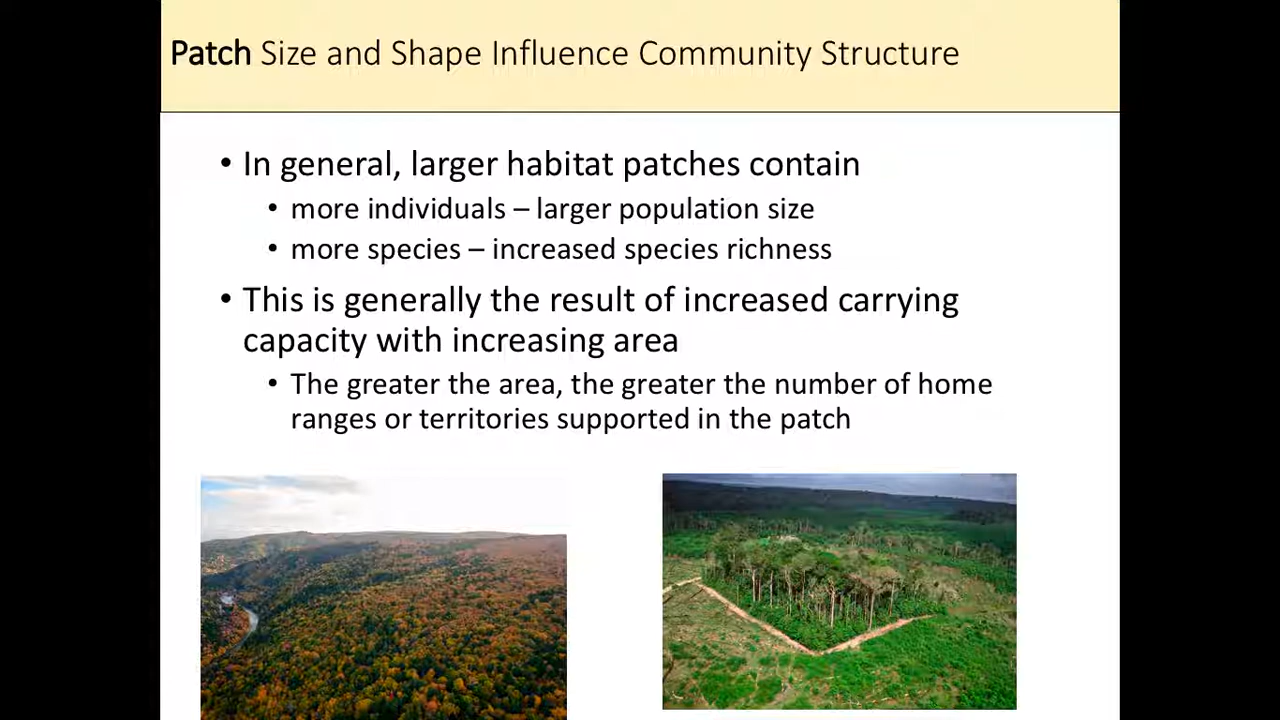 Patch Size and Shape Influence Community Structure
• In general, larger habitat patches contain
• more individuals – larger population size
• more species – increased species richness
• This is generally the result of increased carrying
capacity with increasing area
• The greater the area, the greater the number of home
ranges or territories supported in the patch